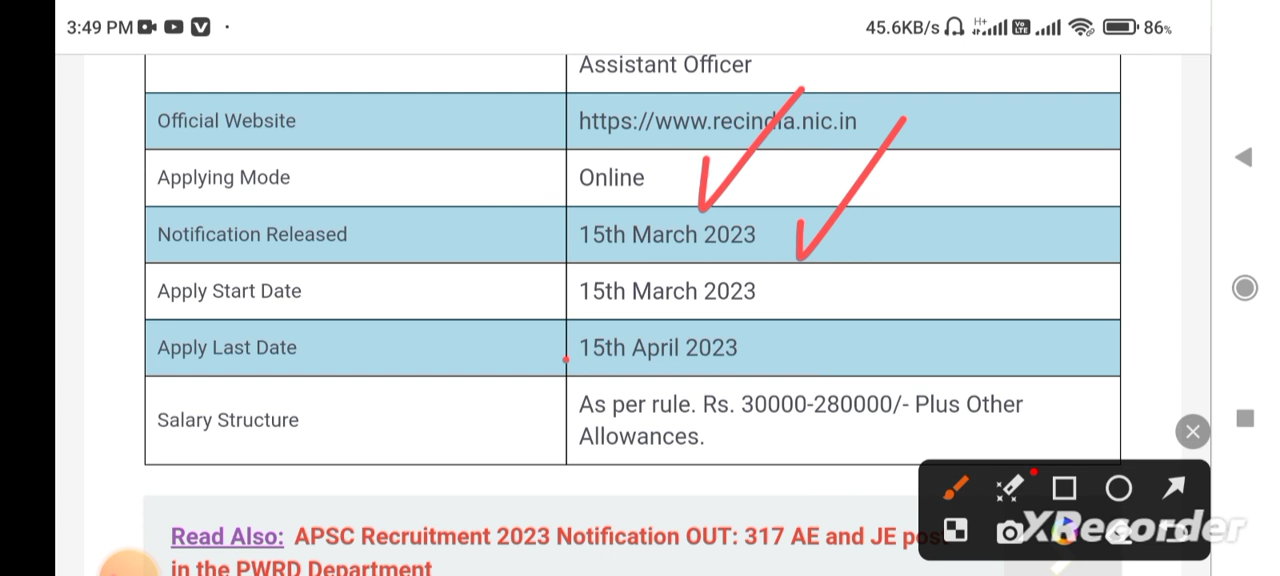 3:49 PM
45.6KB/s
86%
Assistant Officer
Official Website
https://www.recindia.nic.in
Applying Mode
Online
Notification Released
15th March 2023
Apply Start Date
15th March 2023
Apply Last Date
15th April 2023
Salary Structure
As per rule. Rs. 30000-280000/- Plus Other
Allowances.
Read Also: APSC Recruitment 2023 Notification OUT: 317 AE and JE post
in the PWRD Department
XRecorder